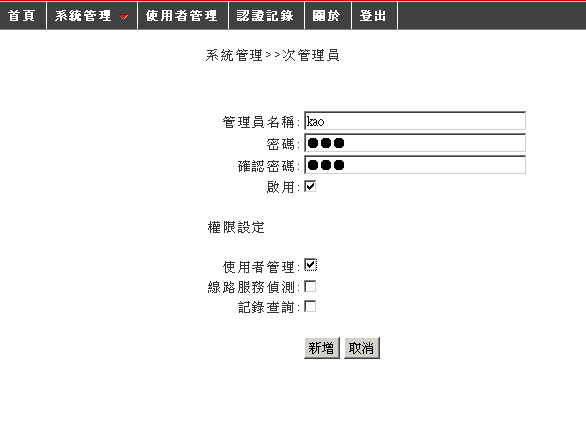 首頁 系統管理 使用者管理 認證記錄 關於 登出
系統管理>>次管理員
管理員名稱: kao
密碼: ●●●
確認密碼: ●●●
啟用:
權限設定
使用者管理:
線路服務偵測:
記錄查詢:
新增 取消